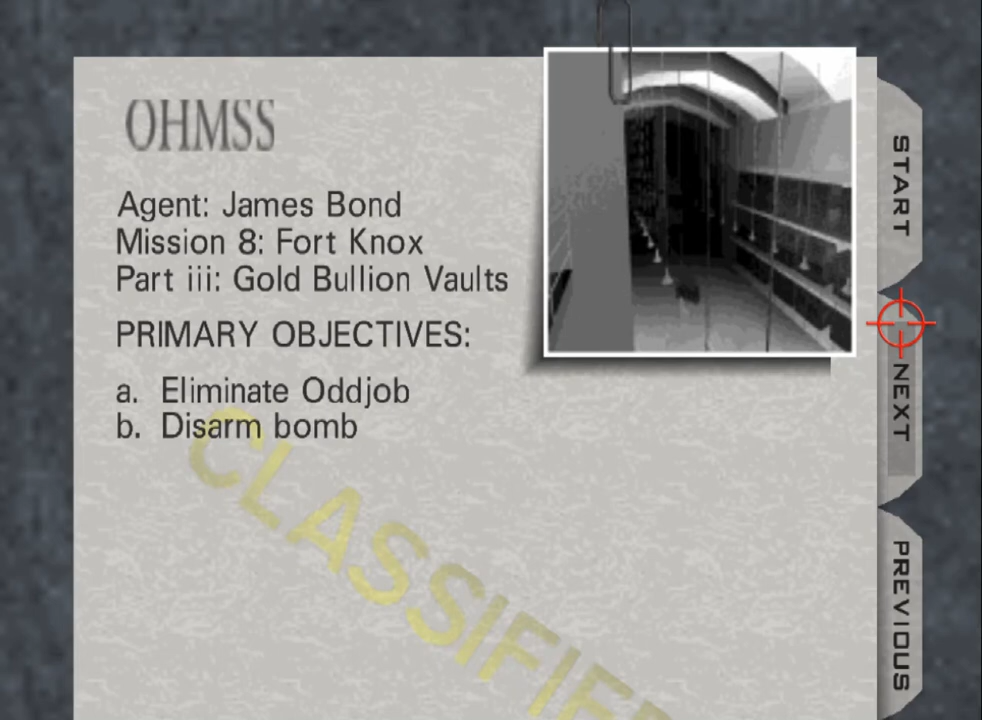 OHMSS
Agent: James Bond
Mission 8: Fort Knox
Part iii: Gold Bullion Vaults
PRIMARY OBJECTIVES:
a. Eliminate Oddjob
b. Disarm bomb
CLASSIFIE
START
NEXT
PREVIOUS